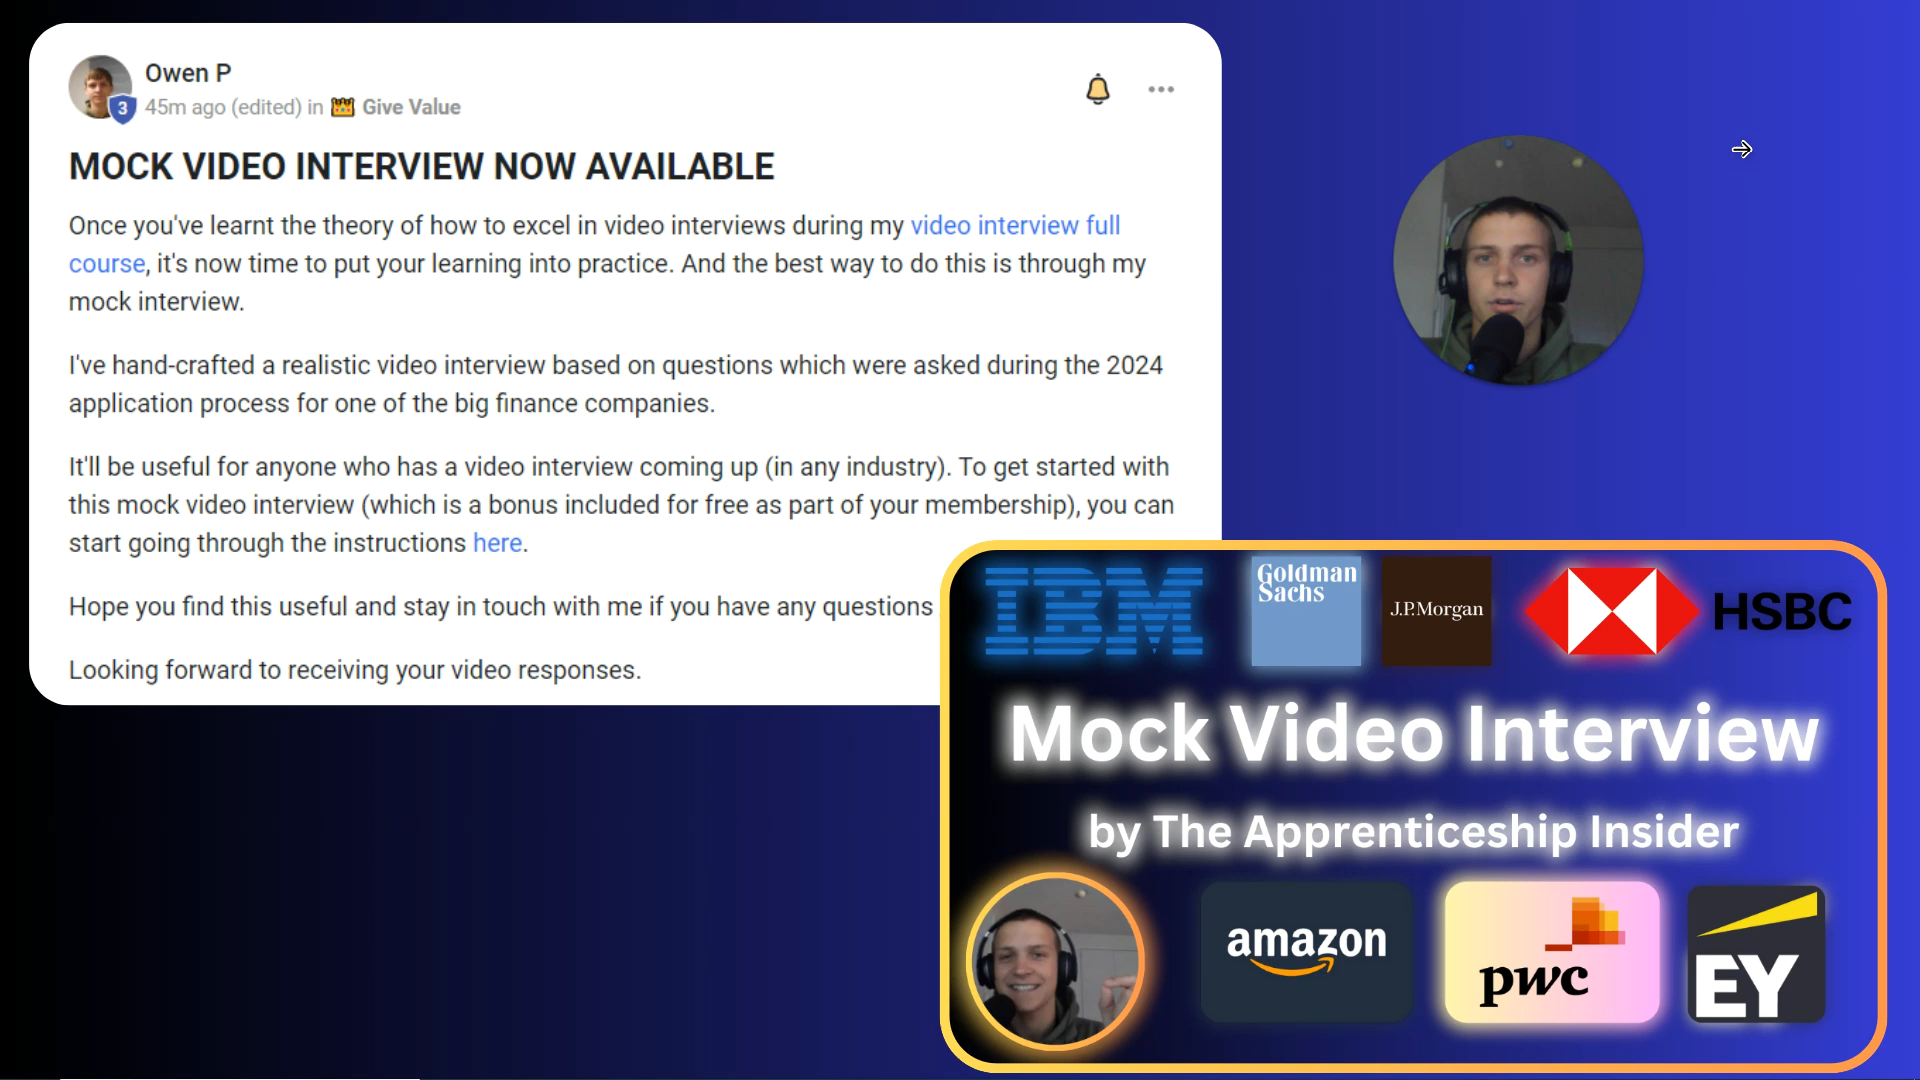 Owen P
3
45m ago (edited) in 👑 Give Value
MOCK VIDEO INTERVIEW NOW AVAILABLE
Once you've learnt the theory of how to excel in video interviews during my video interview full
course, it's now time to put your learning into practice. And the best way to do this is through my
mock interview.
I've hand-crafted a realistic video interview based on questions which were asked during the 2024
application process for one of the big finance companies.
It'll be useful for anyone who has a video interview coming up (in any industry). To get started with
this mock video interview (which is a bonus included for free as part of your membership), you can
start going through the instructions here.
Hope you find this useful and stay in touch with me if you have any questions
Looking forward to receiving your video responses.
IBM
Goldman
Sachs
J.P.Morgan
HSBC
Mock Video Interview
by The Apprenticeship Insider
amazon
pwc
EY